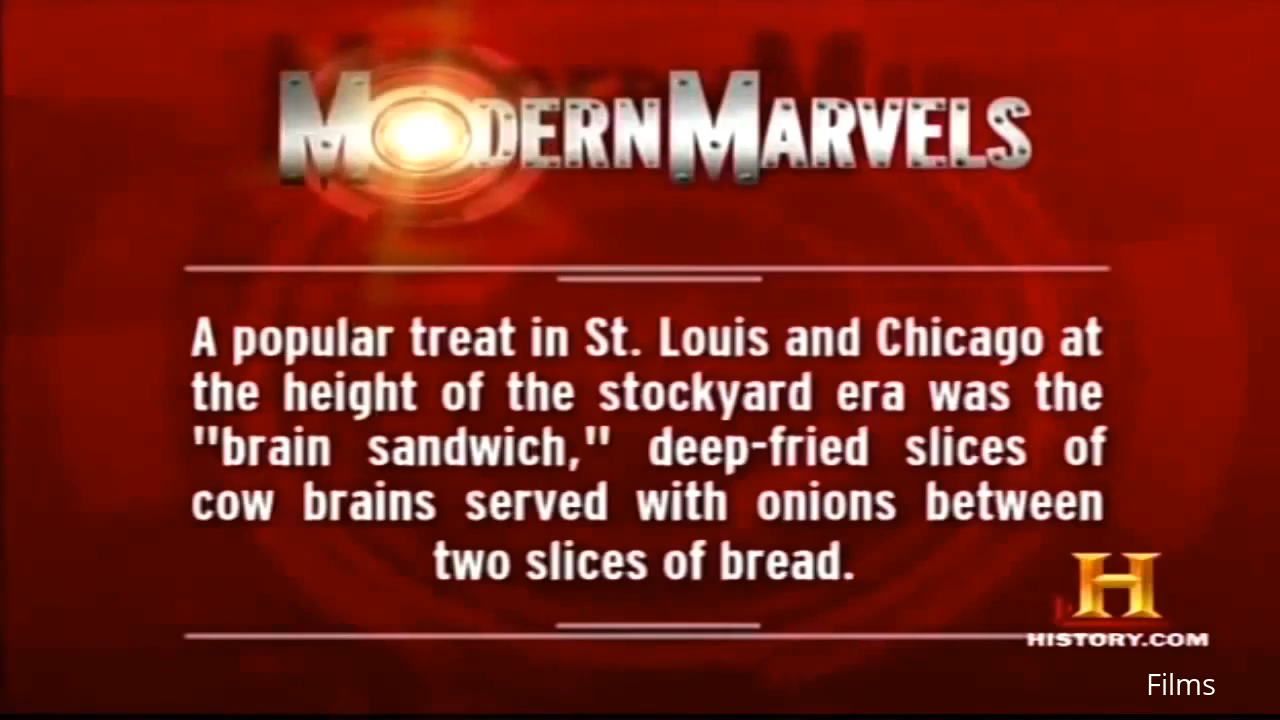 MODERN MARVELS
A popular treat in St. Louis and Chicago at
the height of the stockyard era was the
"brain sandwich," deep-fried slices of
cow brains served with onions between
two slices of bread.
H
HISTORY.COM
Films